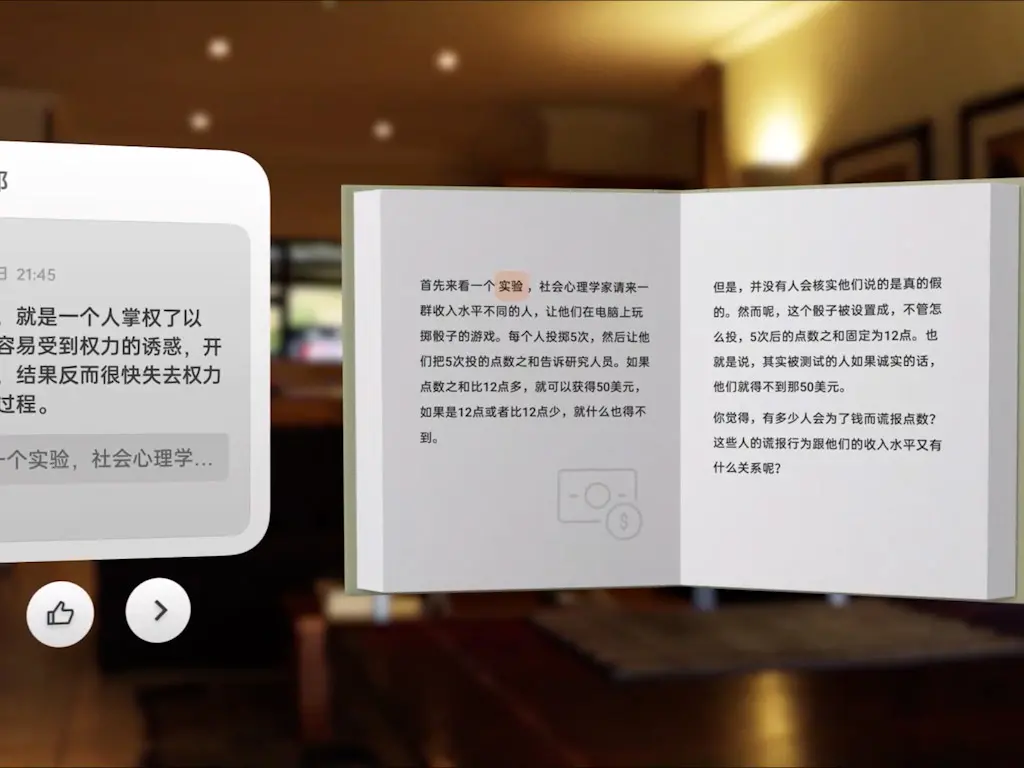 21:45
，就是一个人掌权了以
容易受到权力的诱惑，开
，结果反而很快失去权力
过程。
一个实验，社会心理学…
首先来看一个实验，社会心理学家请来一
群收入水平不同的人，让他们在电脑上玩
掷骰子的游戏。每个人投掷5次，然后让他
们把5次投的点数之和告诉研究人员。如果
点数之和比12点多，就可以获得50美元，
如果是12点或者比12点少，就什么也得不
到。
$
但是，并没有人会核实他们说的是真的假
的。然而呢，这个骰子被设置成，不管怎
么投，5次后的点数之和固定为12点。也
就是说，其实被测试的人如果诚实的话，
他们就得不到那50美元。
你觉得，有多少人会为了钱而谎报点数？
这些人的谎报行为跟他们的收入水平又有
什么关系呢？